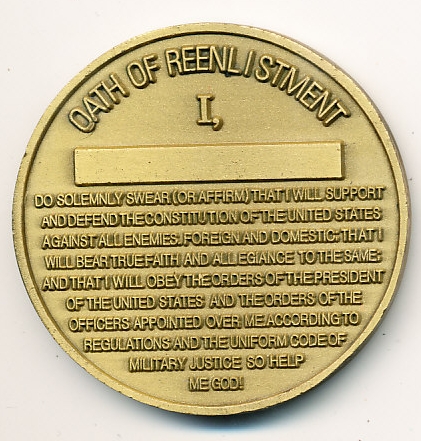 OATH OF REENLISTMENT
I,
DO SOLEMNLY SWEAR (OR AFFIRM) THAT I WILL SUPPORT
AND DEFEND THE CONSTITUTION OF THE UNITED STATES
AGAINST ALL ENEMIES, FOREIGN AND DOMESTIC; THAT I
WILL BEAR TRUE FAITH AND ALLEGIANCE TO THE SAME;
AND THAT I WILL OBEY THE ORDERS OF THE PRESIDENT
OF THE UNITED STATES AND THE ORDERS OF THE
OFFICERS APPOINTED OVER ME, ACCORDING TO
REGULATIONS AND THE UNIFORM CODE OF
MILITARY JUSTICE SO HELP
ME GOD!